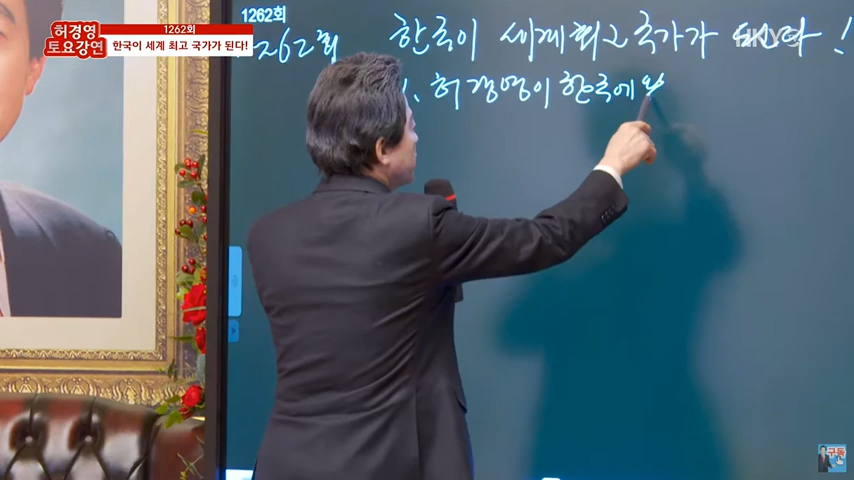 허경영
토요강연
1262회
한국이 세계 최고 국가가 된다!
1262회
1262회 한국이 세계최고 국가가 된다!
1. 허경영이 한국에
구독